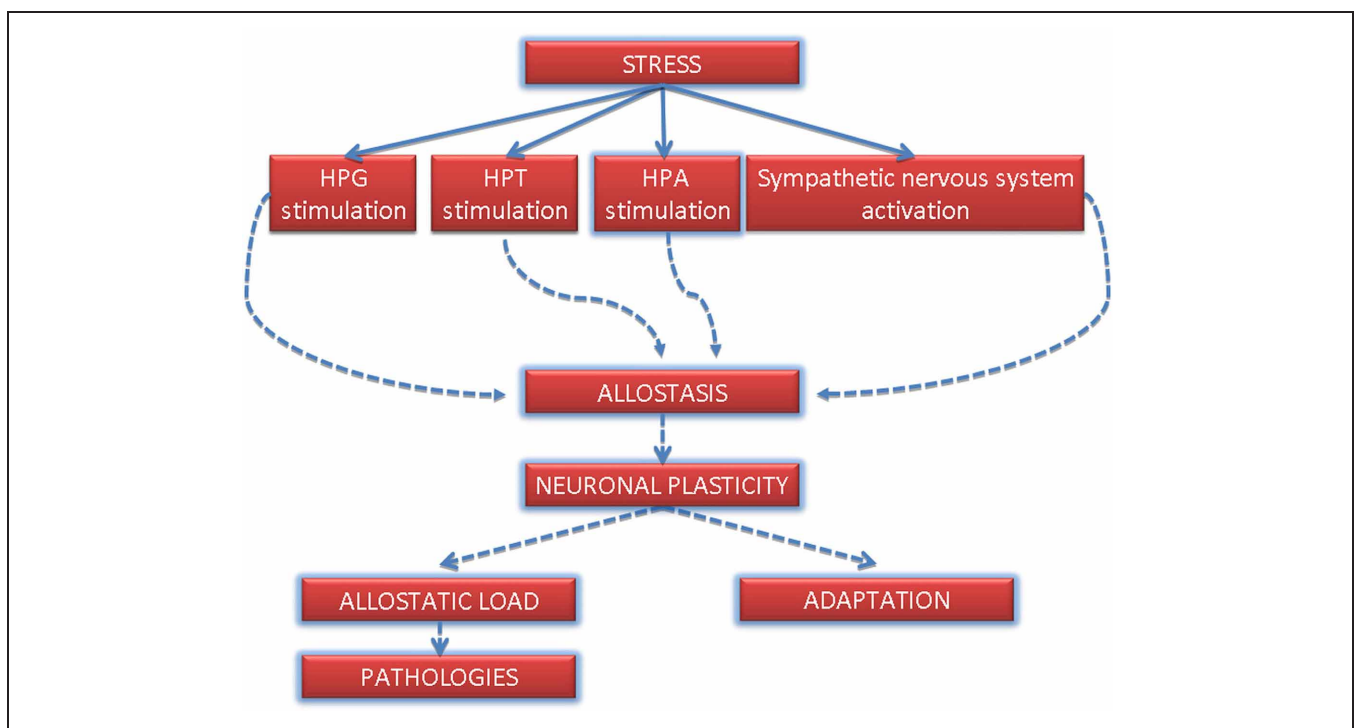 STRESS
HPG
stimulation
HPT
stimulation
HPA
stimulation
Sympathetic nervous system
activation
ALLOSTASIS
NEURONAL PLASTICITY
ALLOSTATIC LOAD
ADAPTATION
PATHOLOGIES